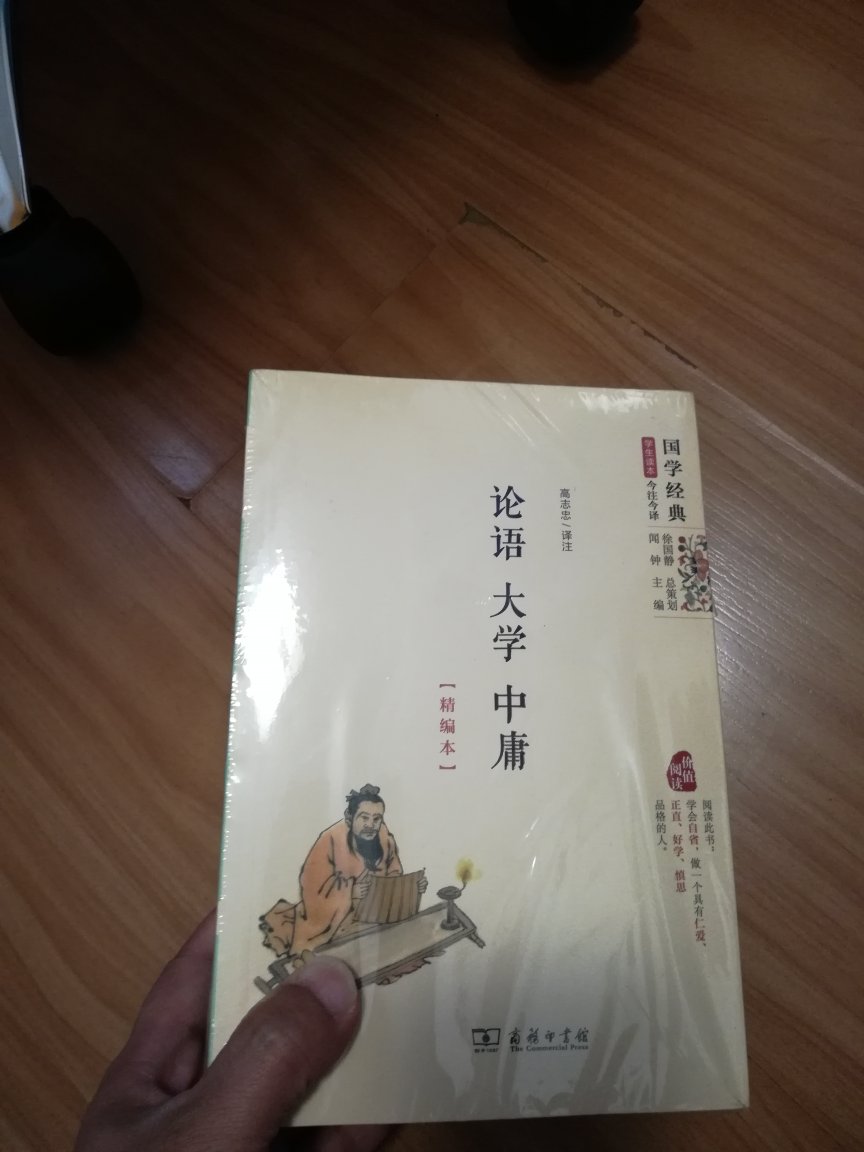 国学经典
学生读本
今注今译
徐国静 总策划
闻钟 主编
高志忠/译注
论语 大学 中庸
【精编本】
价值
阅读
阅读此书,
学会自省,做一个具有仁爱、
正直、好学、慎思
品格的人。
商务印书馆
The Commercial Press